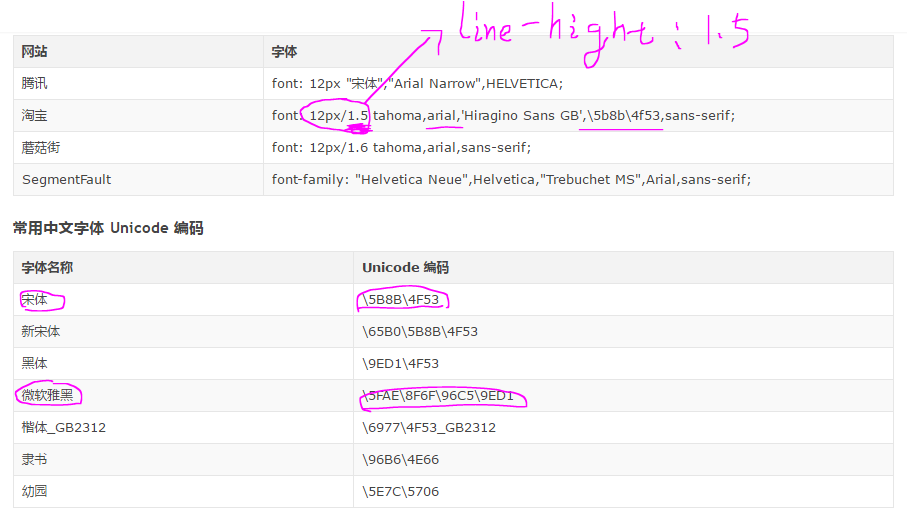 line-hight: 1.5
网站 字体
腾讯 font: 12px "宋体","Arial Narrow",HELVETICA;
淘宝 font: 12px/1.5 tahoma,arial,'Hiragino Sans GB',\5b8b\4f53,sans-serif;
蘑菇街 font: 12px/1.6 tahoma,arial,sans-serif;
SegmentFault font-family: "Helvetica Neue",Helvetica,"Trebuchet MS",Arial,sans-serif;
常用中文字体 Unicode 编码
字体名称 Unicode 编码
宋体 \5B8B\4F53
新宋体 \65B0\5B8B\4F53
黑体 \9ED1\4F53
微软雅黑 \5FAE\8F6F\96C5\9ED1
楷体_GB2312 \6977\4F53_GB2312
隶书 \96B6\4E66
幼园 \5E7C\5706